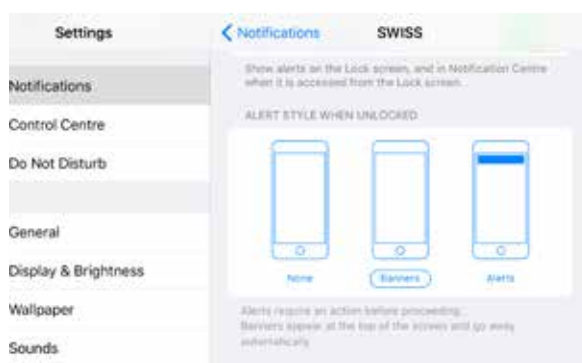 Settings
Notifications
SWISS
Notifications
Control Centre
Do Not Disturb
General
Display & Brightness
Wallpaper
Sounds
Show alerts on the Lock screen, and in Notification Centre
when it is accessed from the Lock screen.
ALERT STYLE WHEN UNLOCKED
None
Banners
Alerts
Alerts require an action before proceeding.
Banners appear at the top of the screen and go away
automatically.